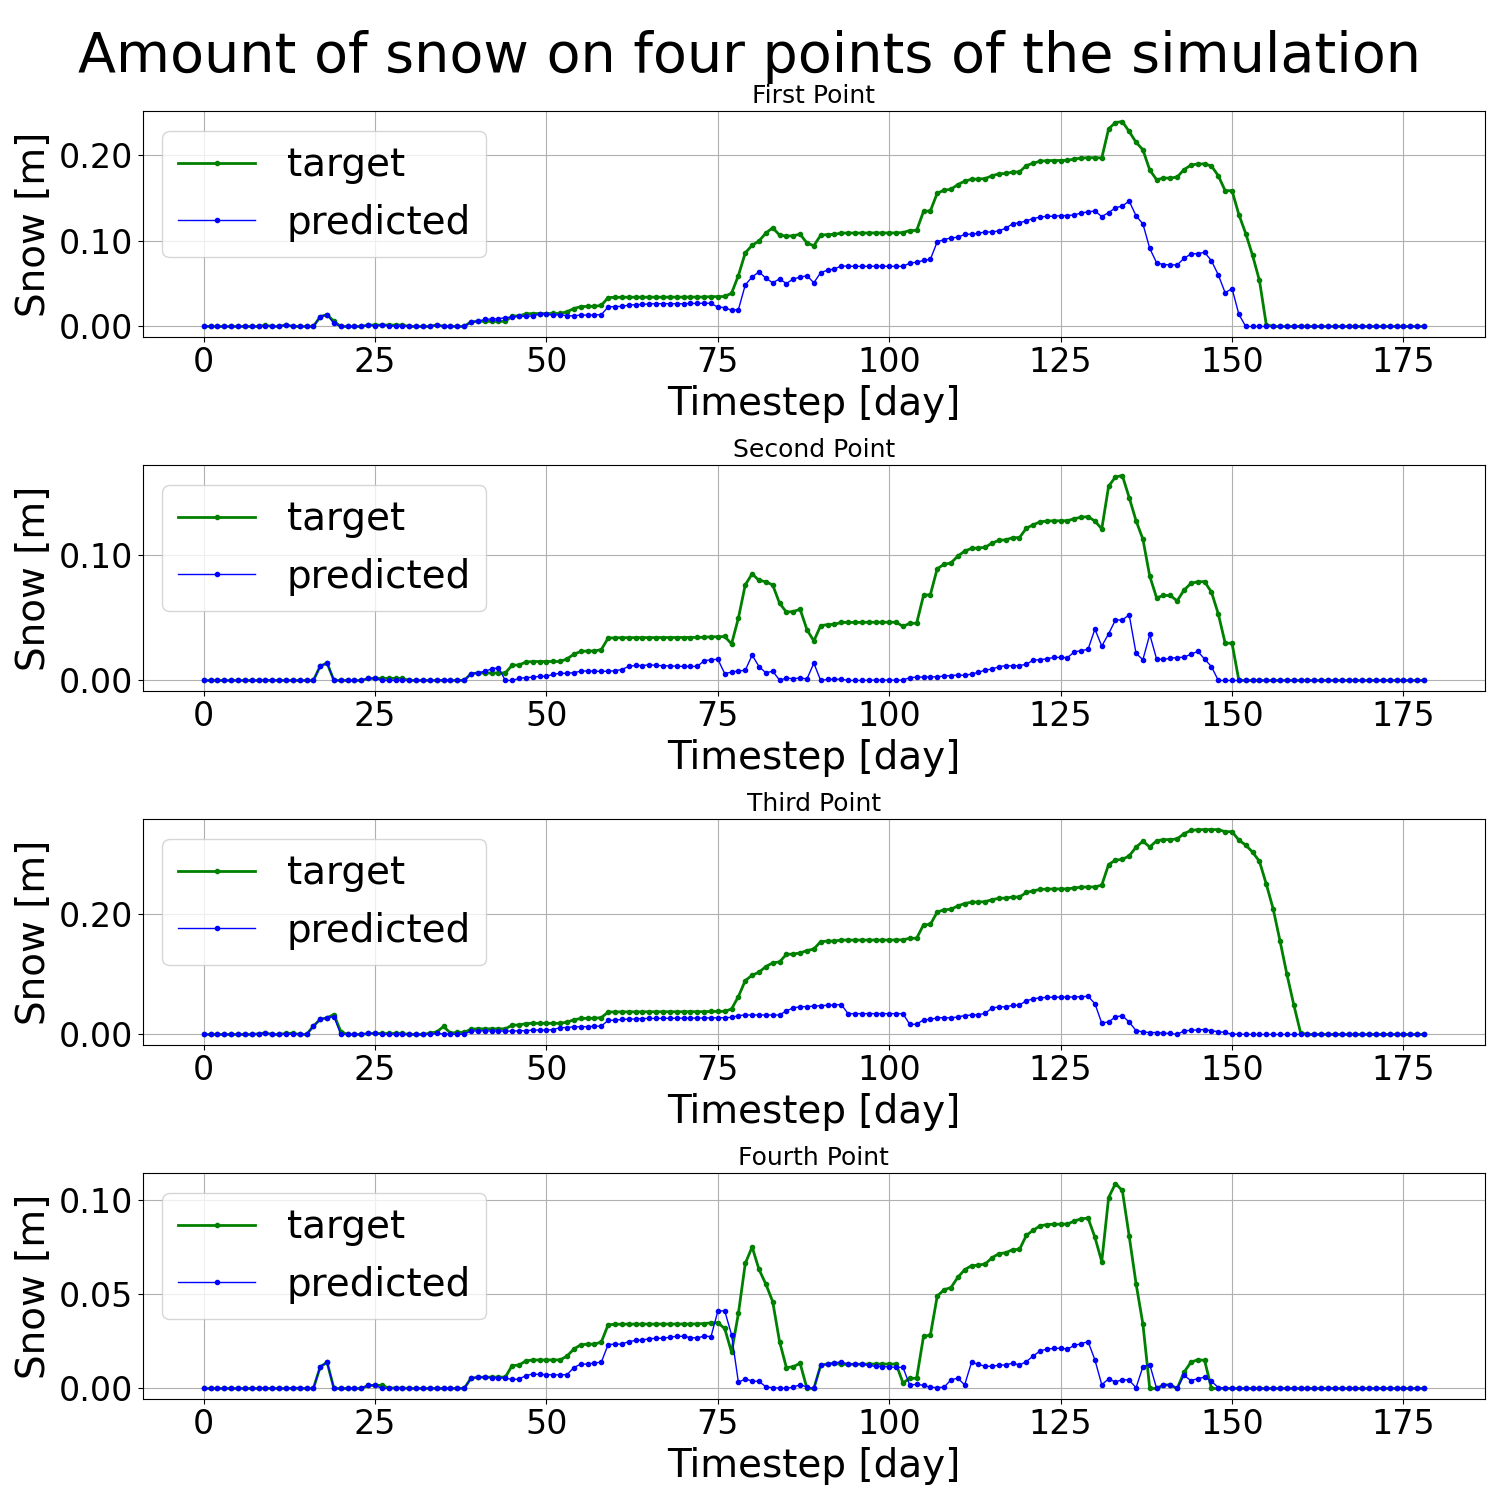 Amount of snow on four points of the simulation
First Point
Snow [m]
0.20
0.10
0.00
target
predicted
0 25 50 75 100 125 150 175
Timestep [day]
Second Point
Snow [m]
0.10
0.00
target
predicted
0 25 50 75 100 125 150 175
Timestep [day]
Third Point
Snow [m]
0.20
0.00
target
predicted
0 25 50 75 100 125 150 175
Timestep [day]
Fourth Point
Snow [m]
0.10
0.05
0.00
target
predicted
0 25 50 75 100 125 150 175
Timestep [day]